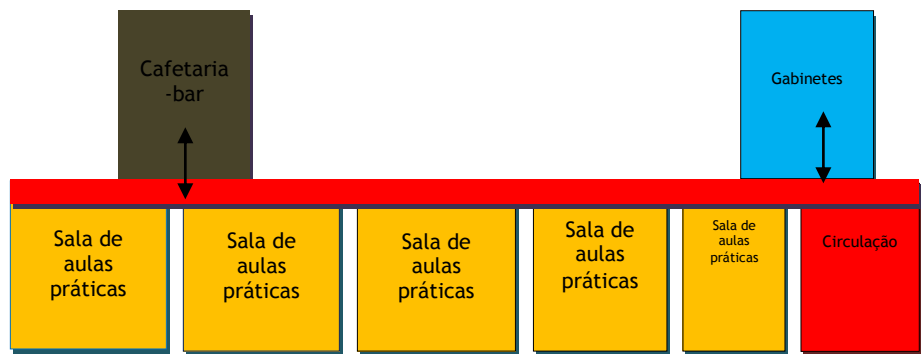 Cafetaria
-bar
Gabinetes
Sala de
aulas
práticas
Sala de
aulas
práticas
Sala de
aulas
práticas
Sala de
aulas
práticas
Sala de
aulas
práticas
Circulação